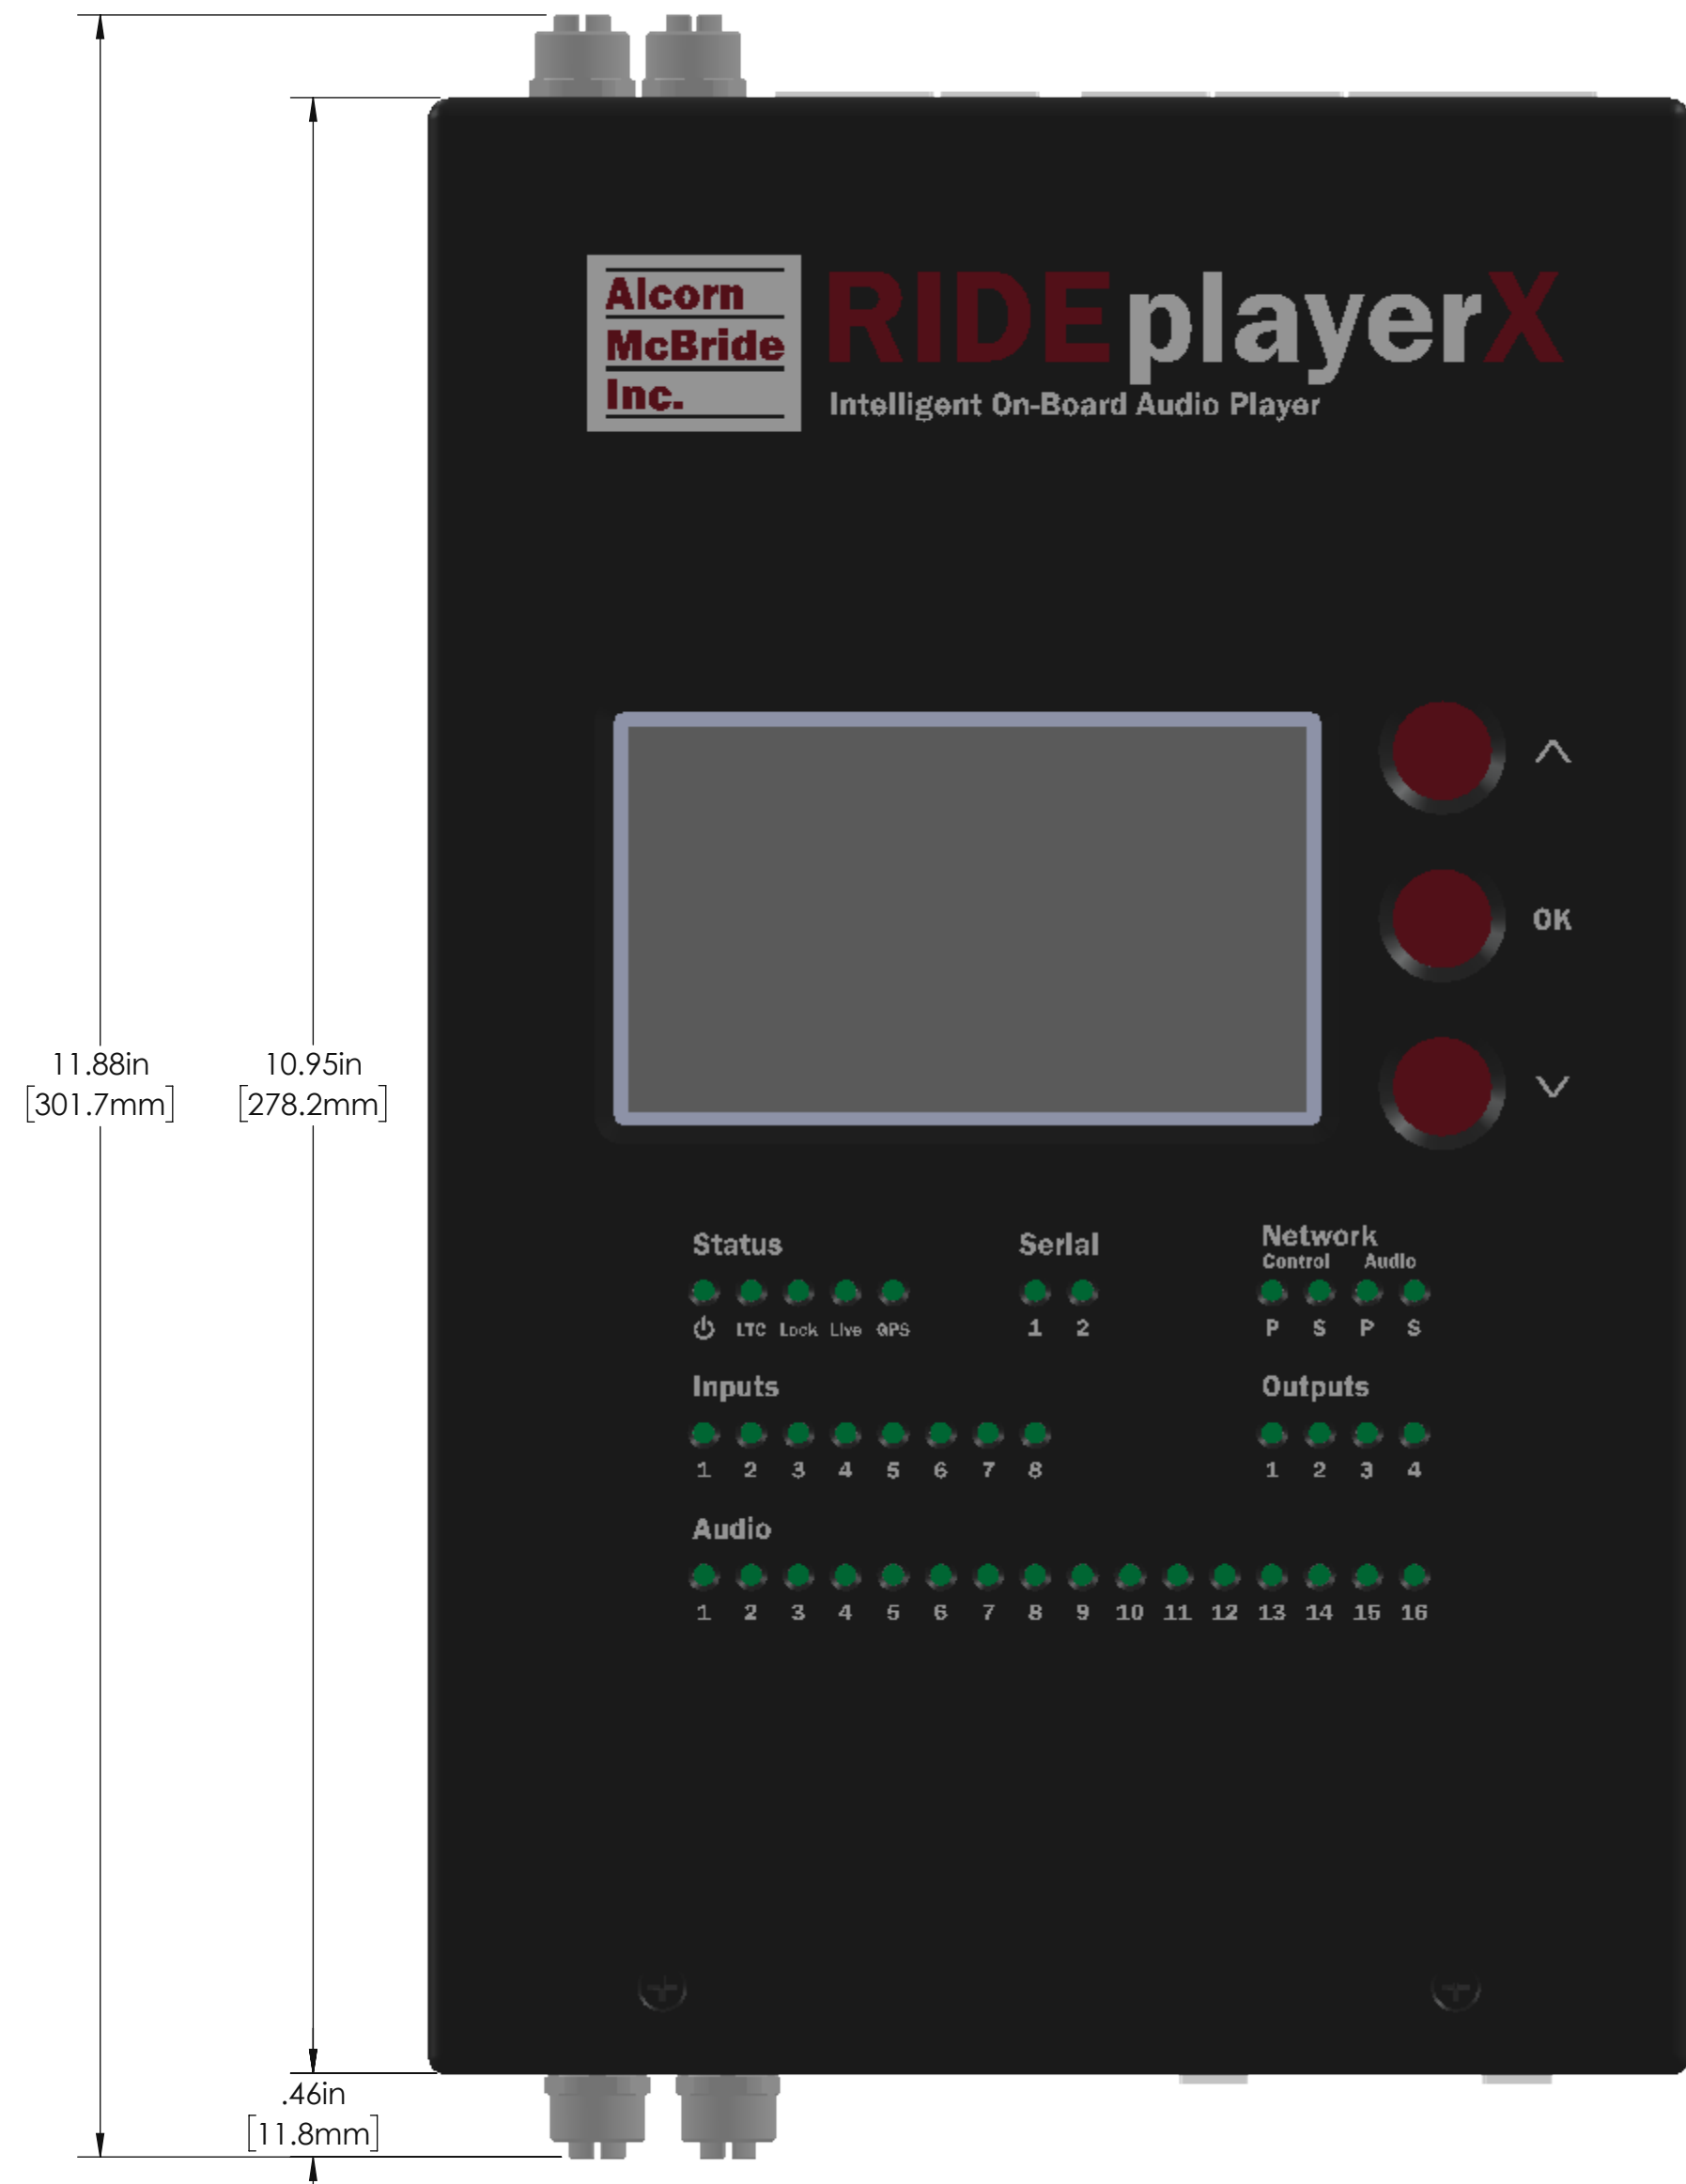 Alcorn
McBride
Inc.
RIDEplayerX
Intelligent On-Board Audio Player
OK
11.88in
[301.7mm]
10.95in
[278.2mm]
Status
Serial
Network
Control Audio
LTC Lock Live GPS
1 2
P S P S
Inputs
Outputs
1 2 3 4 5 6 7 8
1 2 3 4
Audio
1 2 3 4 5 6 7 8 9 10 11 12 13 14 15 16
.46in
[11.8mm]